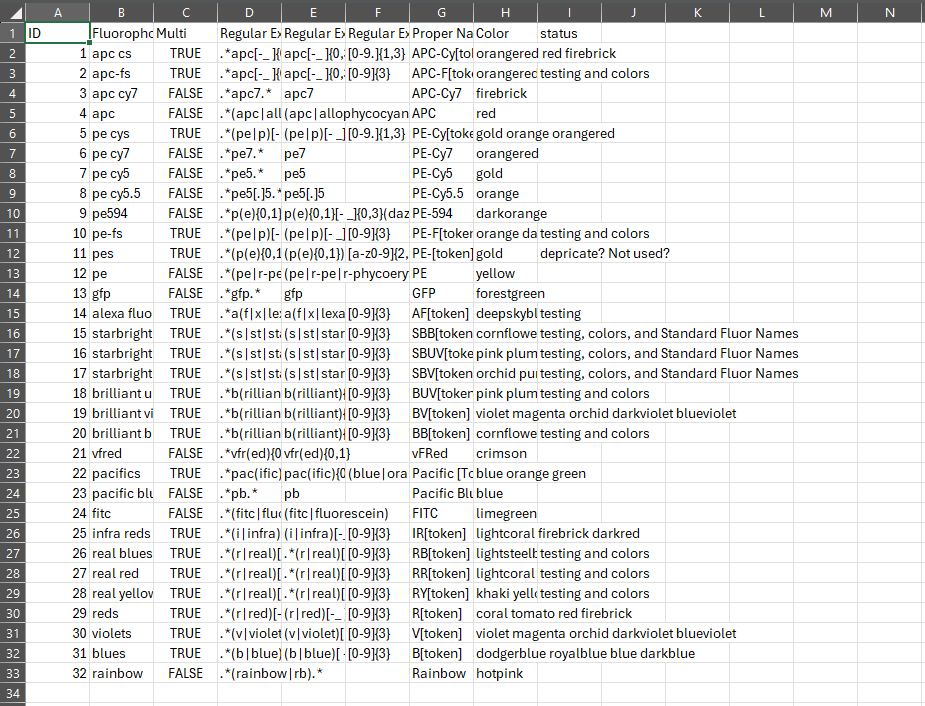 A B C D E F G H I J K L M N
1 ID Fluoropho Multi Regular Ex Regular Ex Regular Ex Proper Na Color status
2 1 apc cs TRUE .*apc[-_ ]{ apc[-_ ]{0, [0-9.]{1,3} APC-Cy[to orangered red firebrick
3 2 apc-fs TRUE .*apc[-_ ]{ apc[-_ ]{0, [0-9]{3} APC-F[tok orangered testing and colors
4 3 apc cy7 FALSE .*apc7.* apc7 APC-Cy7 firebrick
5 4 apc FALSE .*(apc|all (apc|allophycocyan APC red
6 5 pe cys TRUE .*(pe|p)[- (pe|p)[-_] [0-9.]{1,3} PE-Cy[toke gold orange orangered
7 6 pe cy7 FALSE .*pe7.* pe7 PE-Cy7 orangered
8 7 pe cy5 FALSE .*pe5.* pe5 PE-Cy5 gold
9 8 pe cy5.5 FALSE .*pe5[.]5.* pe5[.]5 PE-Cy5.5 orange
10 9 pe594 FALSE .*p(e){0,1} p(e){0,1}[-_]{0,3}(daz PE-594 darkorange
11 10 pe-fs TRUE .*(pe|p)[- (pe|p)[-_] [0-9]{3} PE-F[toker orange da testing and colors
12 11 pes TRUE .*(p(e){0,1 (p(e){0,1}) [a-z0-9]{2, PE-[token] gold depricate? Not used?
13 12 pe FALSE .*(pe|r-pe (pe|r-pe|r-phycoery PE yellow
14 13 gfp FALSE .*gfp.* gfp GFP forestgreen
15 14 alexa fluo TRUE .*a(f|x|le a(f|x|lexa [0-9]{3} AF[token] deepskybl testing
16 15 starbright TRUE .*(s|st|sta (s|st|star [0-9]{3} SBB[token cornflowe testing, colors, and Standard Fluor Names
17 16 starbright TRUE .*(s|st|sta (s|st|star [0-9]{3} SBUV[toke pink plum testing, colors, and Standard Fluor Names
18 17 starbright TRUE .*(s|st|sta (s|st|star [0-9]{3} SBV[token orchid pu testing, colors, and Standard Fluor Names
19 18 brilliant u TRUE .*b(rillian b(rilliant){ [0-9]{3} BUV[token pink plum testing and colors
20 19 brilliant vi TRUE .*b(rillian b(rilliant){ [0-9]{3} BV[token] violet magenta orchid darkviolet blueviolet
21 20 brilliant b TRUE .*b(rillian b(rilliant){ [0-9]{3} BB[token] cornflowe testing and colors
22 21 vfred FALSE .*vfr(ed){0 vfr(ed){0,1} vFRed crimson
23 22 pacifics TRUE .*pac(ific) pac(ific){0 (blue|ora Pacific [To blue orange green
24 23 pacific blu FALSE .*pb.* pb Pacific Blu blue
25 24 fitc FALSE .*(fitc|fluo (fitc|fluorescein) FITC limegreen
26 25 infra reds TRUE .*(i|infra) (i|infra)[-_ [0-9]{3} IR[token] lightcoral firebrick darkred
27 26 real blues TRUE .*(r|real)[ .*(r|real)[ [0-9]{3} RB[token] lightsteelb testing and colors
28 27 real red TRUE .*(r|real)[ .*(r|real)[ [0-9]{3} RR[token] lightcoral testing and colors
29 28 real yellow TRUE .*(r|real)[ .*(r|real)[ [0-9]{3} RY[token] khaki yell testing and colors
30 29 reds TRUE .*(r|red)[- (r|red)[-_ [0-9]{3} R[token] coral tomato red firebrick
31 30 violets TRUE .*(v|violet (v|violet)[ [0-9]{3} V[token] violet magenta orchid darkviolet blueviolet
32 31 blues TRUE .*(b|blue) (b|blue)[- [0-9]{3} B[token] dodgerblue royalblue blue darkblue
33 32 rainbow FALSE .*(rainbow|rb).* Rainbow hotpink
34